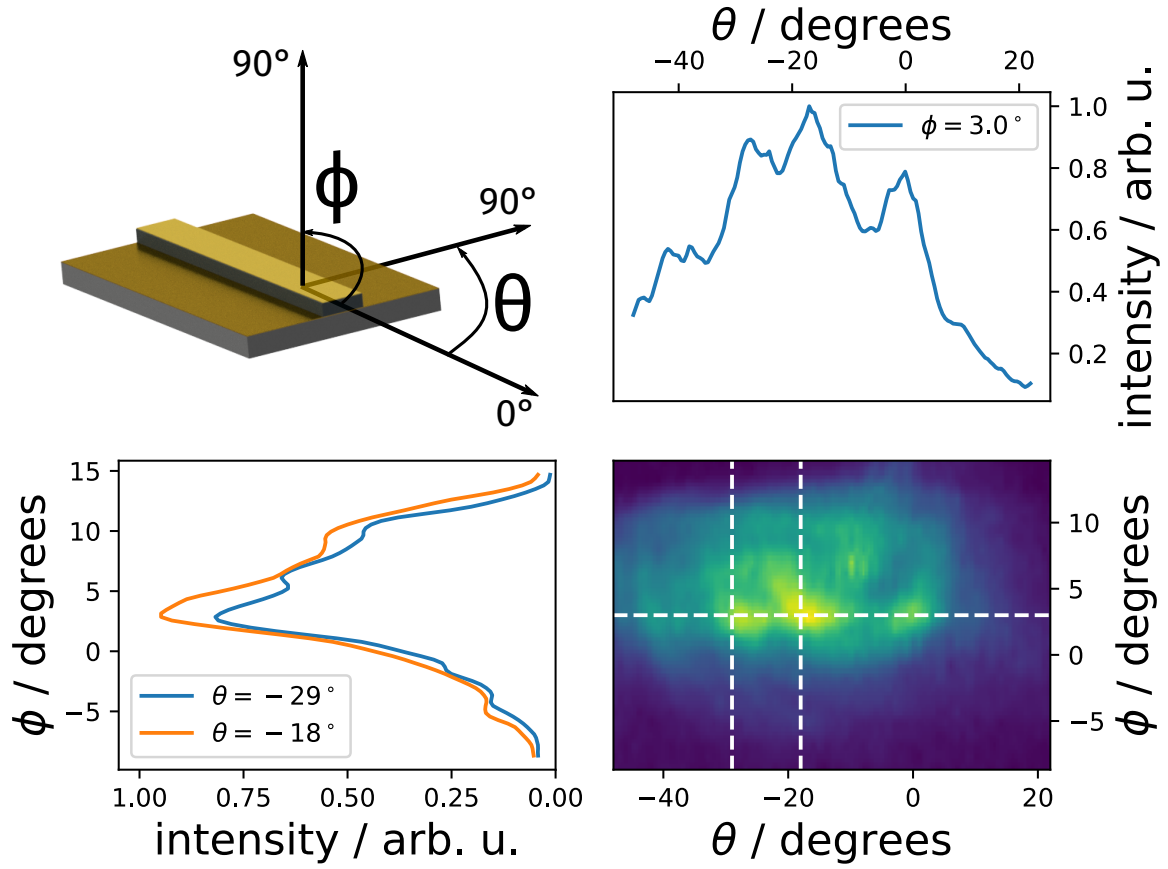 90°
ϕ
90°
θ
0°
θ / degrees
−40 −20 0 20
ϕ = 3.0°
1.0
0.8
0.6
0.4
0.2
intensity / arb. u.
15
10
5
0
−5
ϕ / degrees
θ = −29°
θ = −18°
1.00 0.75 0.50 0.25 0.00
intensity / arb. u.
10
5
0
−5
ϕ / degrees
−40 −20 0 20
θ / degrees